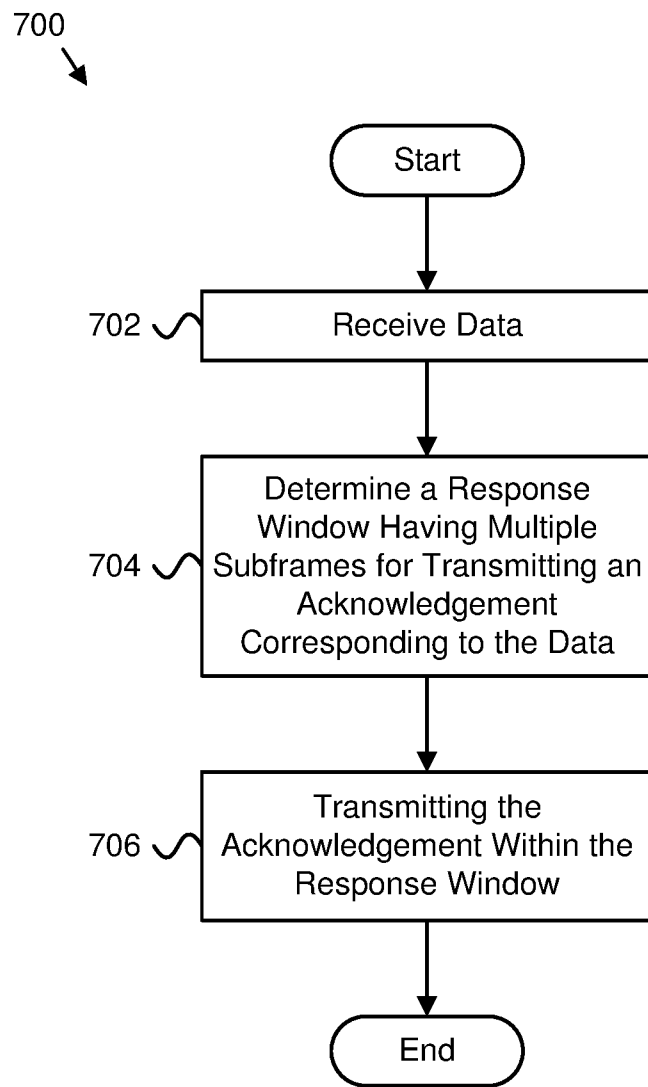 700
Start
702
Receive Data
704
Determine a Response
Window Having Multiple
Subframes for Transmitting an
Acknowledgement
Corresponding to the Data
706
Transmitting the
Acknowledgement Within the
Response Window
End